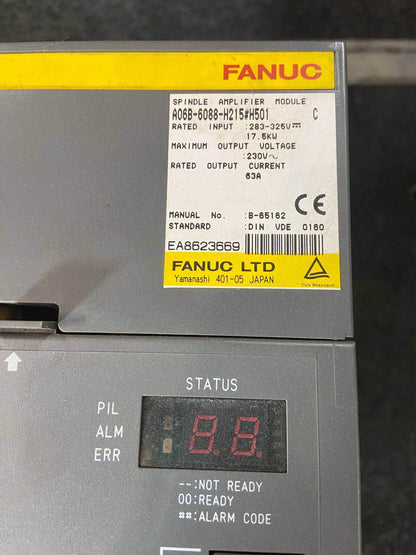 FANUC
SPINDLE AMPLIFIER MODULE
A06B-6088-H215#H501 C
RATED INPUT :283-325V⎓
17.5KW
MAXIMUM OUTPUT VOLTAGE
:230V∿
RATED OUTPUT CURRENT
63A
MANUAL No. :B-65162
STANDARD :DIN VDE 0160
CE
EA8623669
FANUC LTD
Yamanashi 401-05 JAPAN
TÜV Rheinland
STATUS
PIL
ALM
ERR
--:NOT READY
00:READY
##:ALARM CODE